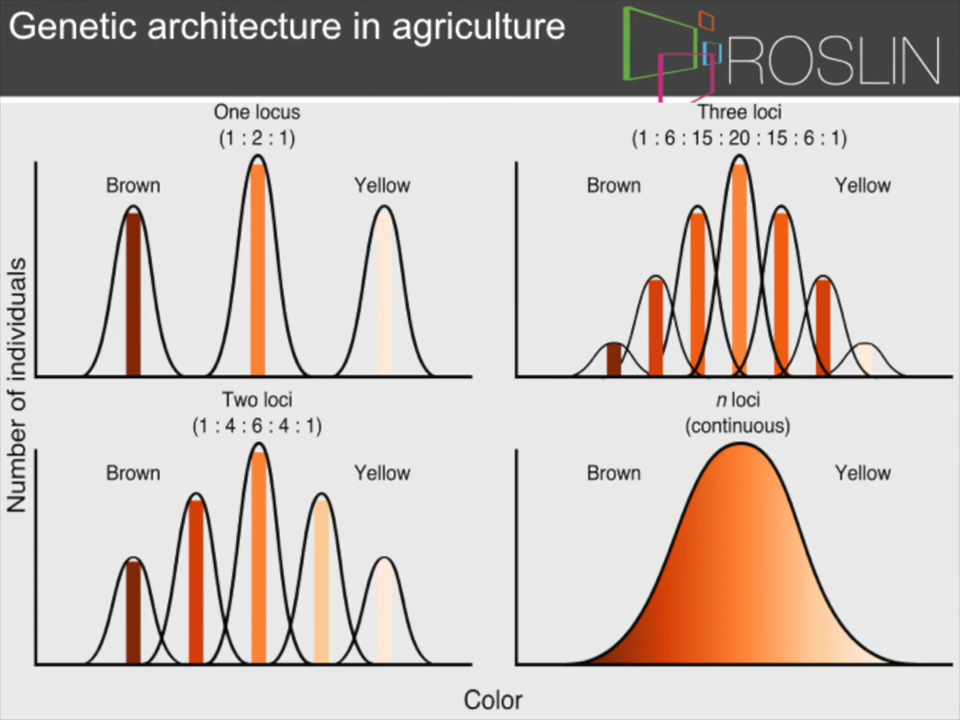 Genetic architecture in agriculture
ROSLIN
One locus
(1 : 2 : 1)
Brown
Yellow
Three loci
(1 : 6 : 15 : 20 : 15 : 6 : 1)
Brown
Yellow
Number of individuals
Two loci
(1 : 4 : 6 : 4 : 1)
Brown
Yellow
n loci
(continuous)
Brown
Yellow
Color